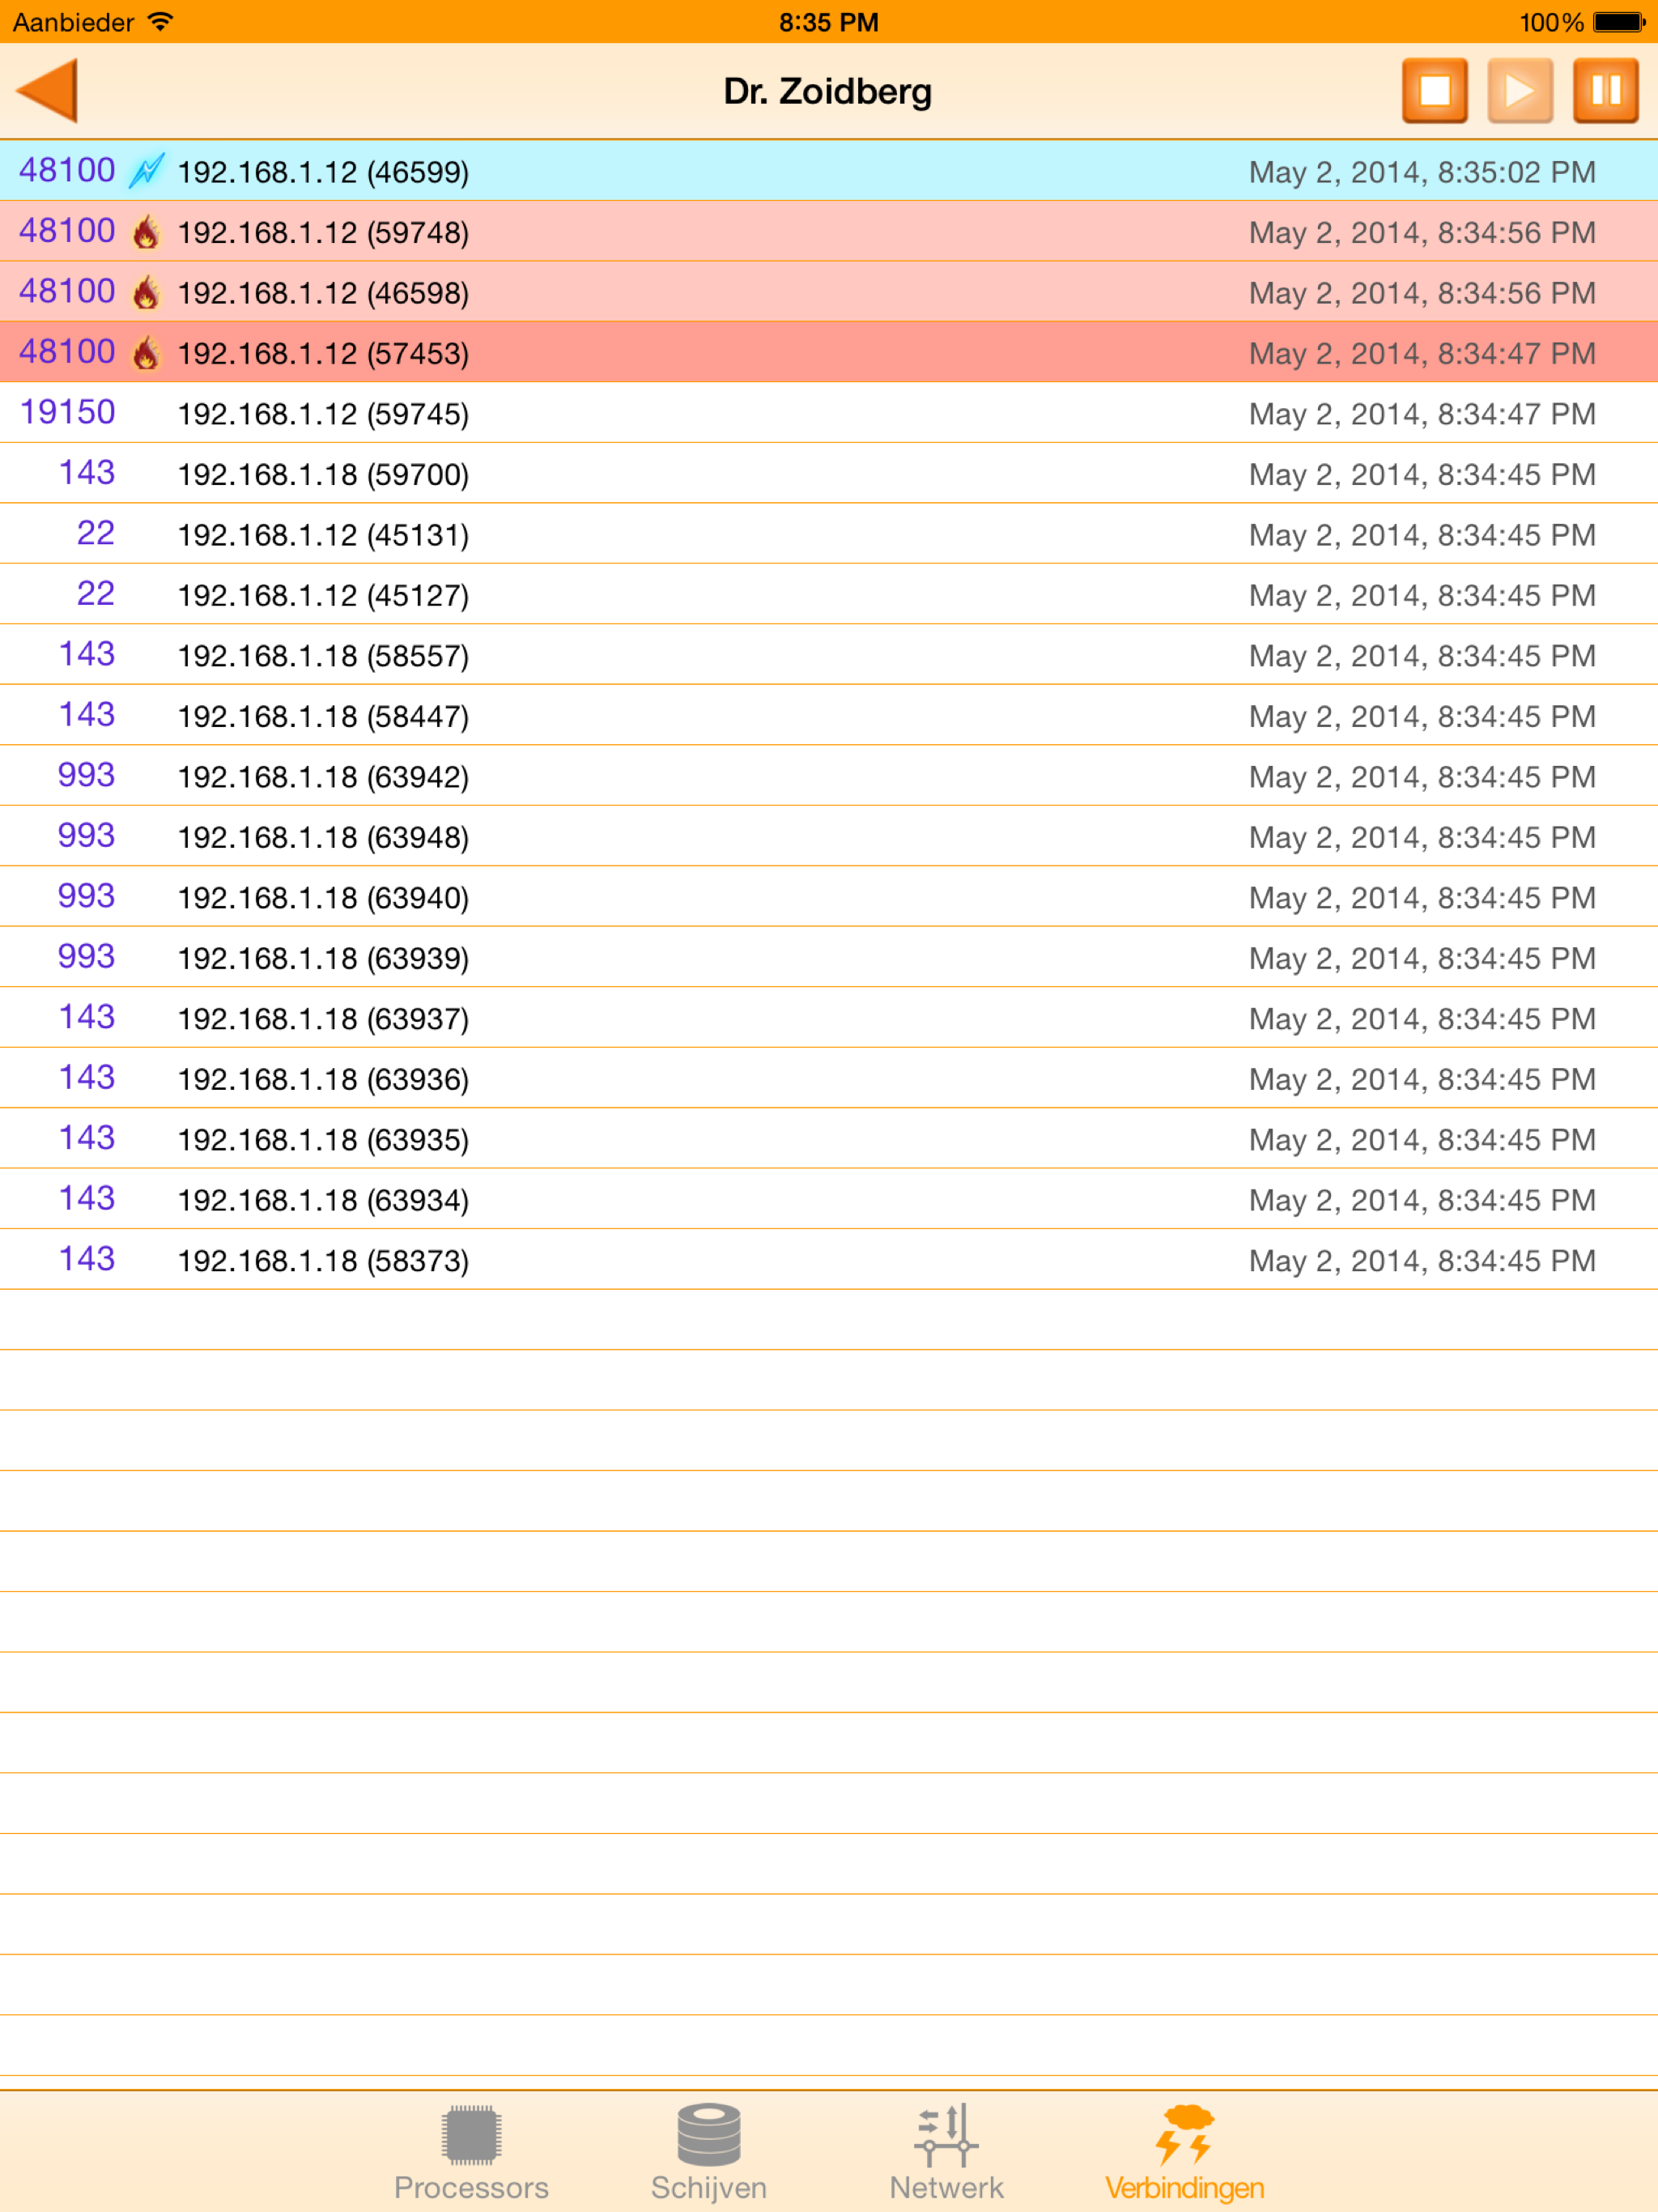 Aanbieder 8:35 PM 100%
Dr. Zoidberg
48100 192.168.1.12 (46599) May 2, 2014, 8:35:02 PM
48100 192.168.1.12 (59748) May 2, 2014, 8:34:56 PM
48100 192.168.1.12 (46598) May 2, 2014, 8:34:56 PM
48100 192.168.1.12 (57453) May 2, 2014, 8:34:47 PM
19150 192.168.1.12 (59745) May 2, 2014, 8:34:47 PM
143 192.168.1.18 (59700) May 2, 2014, 8:34:45 PM
22 192.168.1.12 (45131) May 2, 2014, 8:34:45 PM
22 192.168.1.12 (45127) May 2, 2014, 8:34:45 PM
143 192.168.1.18 (58557) May 2, 2014, 8:34:45 PM
143 192.168.1.18 (58447) May 2, 2014, 8:34:45 PM
993 192.168.1.18 (63942) May 2, 2014, 8:34:45 PM
993 192.168.1.18 (63948) May 2, 2014, 8:34:45 PM
993 192.168.1.18 (63940) May 2, 2014, 8:34:45 PM
993 192.168.1.18 (63939) May 2, 2014, 8:34:45 PM
143 192.168.1.18 (63937) May 2, 2014, 8:34:45 PM
143 192.168.1.18 (63936) May 2, 2014, 8:34:45 PM
143 192.168.1.18 (63935) May 2, 2014, 8:34:45 PM
143 192.168.1.18 (63934) May 2, 2014, 8:34:45 PM
143 192.168.1.18 (58373) May 2, 2014, 8:34:45 PM
Processors Schijven Netwerk Verbindingen